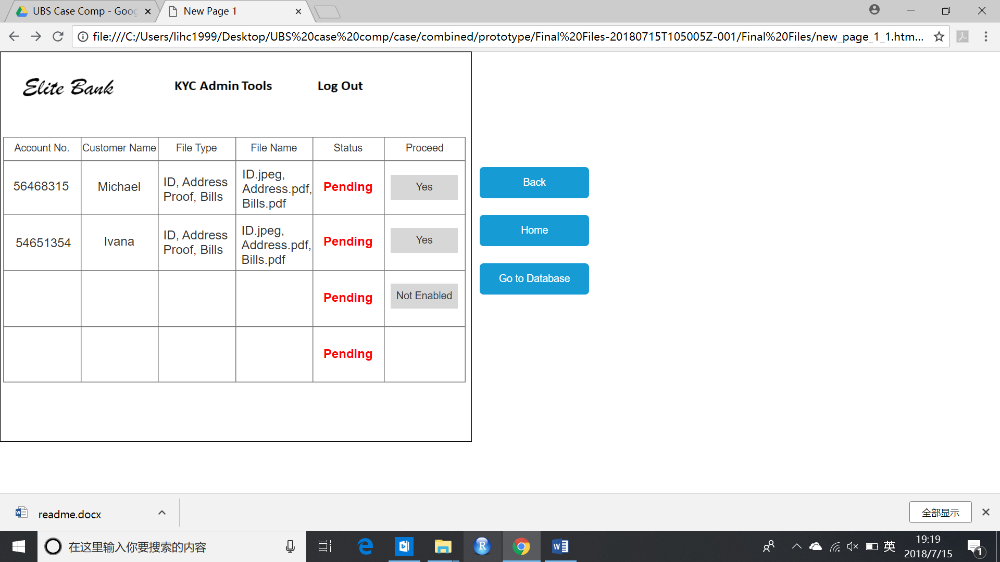 UBS Case Comp - Goog
New Page 1
file:///C:/Users/lihc1999/Desktop/UBS%20case%20comp/case/combined/prototype/Final%20Files-20180715T105005Z-001/Final%20Files/new_page_1_1.htm...
Elite Bank
KYC Admin Tools
Log Out
Account No.
Customer Name
File Type
File Name
Status
Proceed
56468315
Michael
ID, Address
Proof, Bills
ID.jpeg,
Address.pdf,
Bills.pdf
Pending
Yes
54651354
Ivana
ID, Address
Proof, Bills
ID.jpeg,
Address.pdf,
Bills.pdf
Pending
Yes
Pending
Not Enabled
Pending
Back
Home
Go to Database
readme.docx
全部显示
在这里输入你要搜索的内容
英
19:19
2018/7/15
1